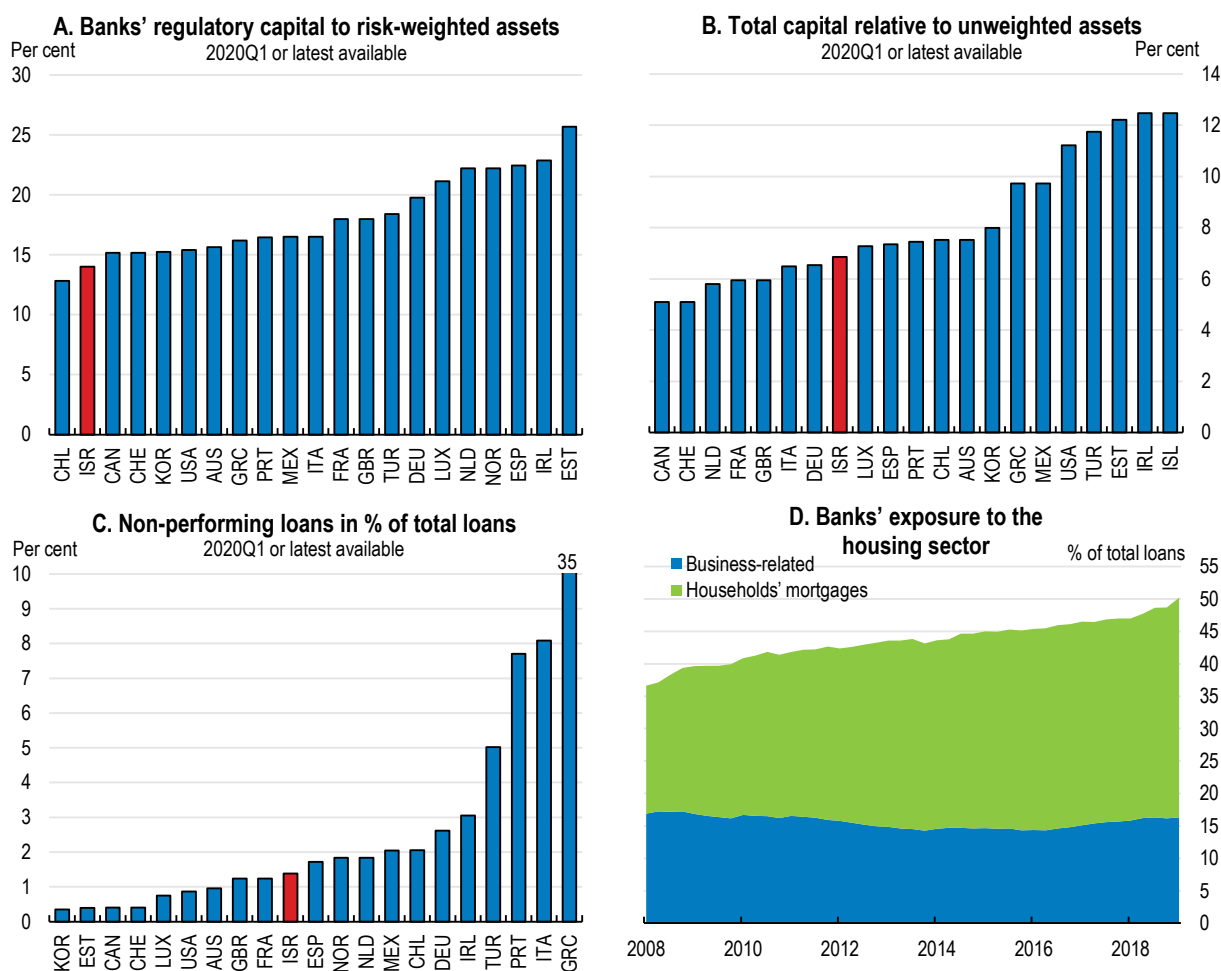 A. Banks' regulatory capital to risk-weighted assets
Per cent
2020Q1 or latest available
30
25
20
15
10
5
0
CHL ISR CAN CHE KOR USA AUS GRC PRT MEX ITA FRA GBR TUR DEU LUX NLD NOR ESP IRL EST
B. Total capital relative to unweighted assets
2020Q1 or latest available
Per cent
14
12
10
8
6
4
2
0
CAN CHE NLD FRA GBR ITA DEU ISR LUX ESP PRT CHL AUS KOR GRC MEX USA TUR EST IRL ISL
C. Non-performing loans in % of total loans
Per cent
2020Q1 or latest available
35
10
9
8
7
6
5
4
3
2
1
0
KOR EST CAN CHE LUX USA AUS GBR FRA ISR ESP NOR NLD MEX CHL DEU IRL TUR PRT ITA GRC
D. Banks' exposure to the
housing sector
% of total loans
Business-related
Households' mortgages
55
50
45
40
35
30
25
20
15
10
5
0
2008 2010 2012 2014 2016 2018